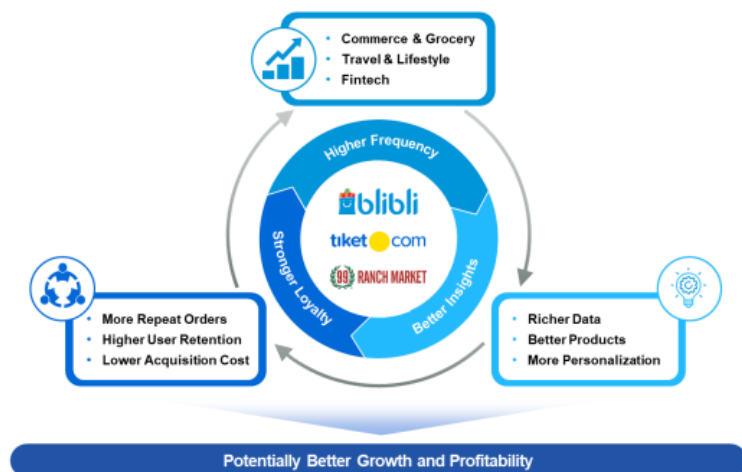 • Commerce & Grocery
• Travel & Lifestyle
• Fintech
Higher Frequency
blibli
tiket com
99 RANCH MARKET
Stronger Loyalty
Better Insights
• More Repeat Orders
• Higher User Retention
• Lower Acquisition Cost
• Richer Data
• Better Products
• More Personalization
Potentially Better Growth and Profitability